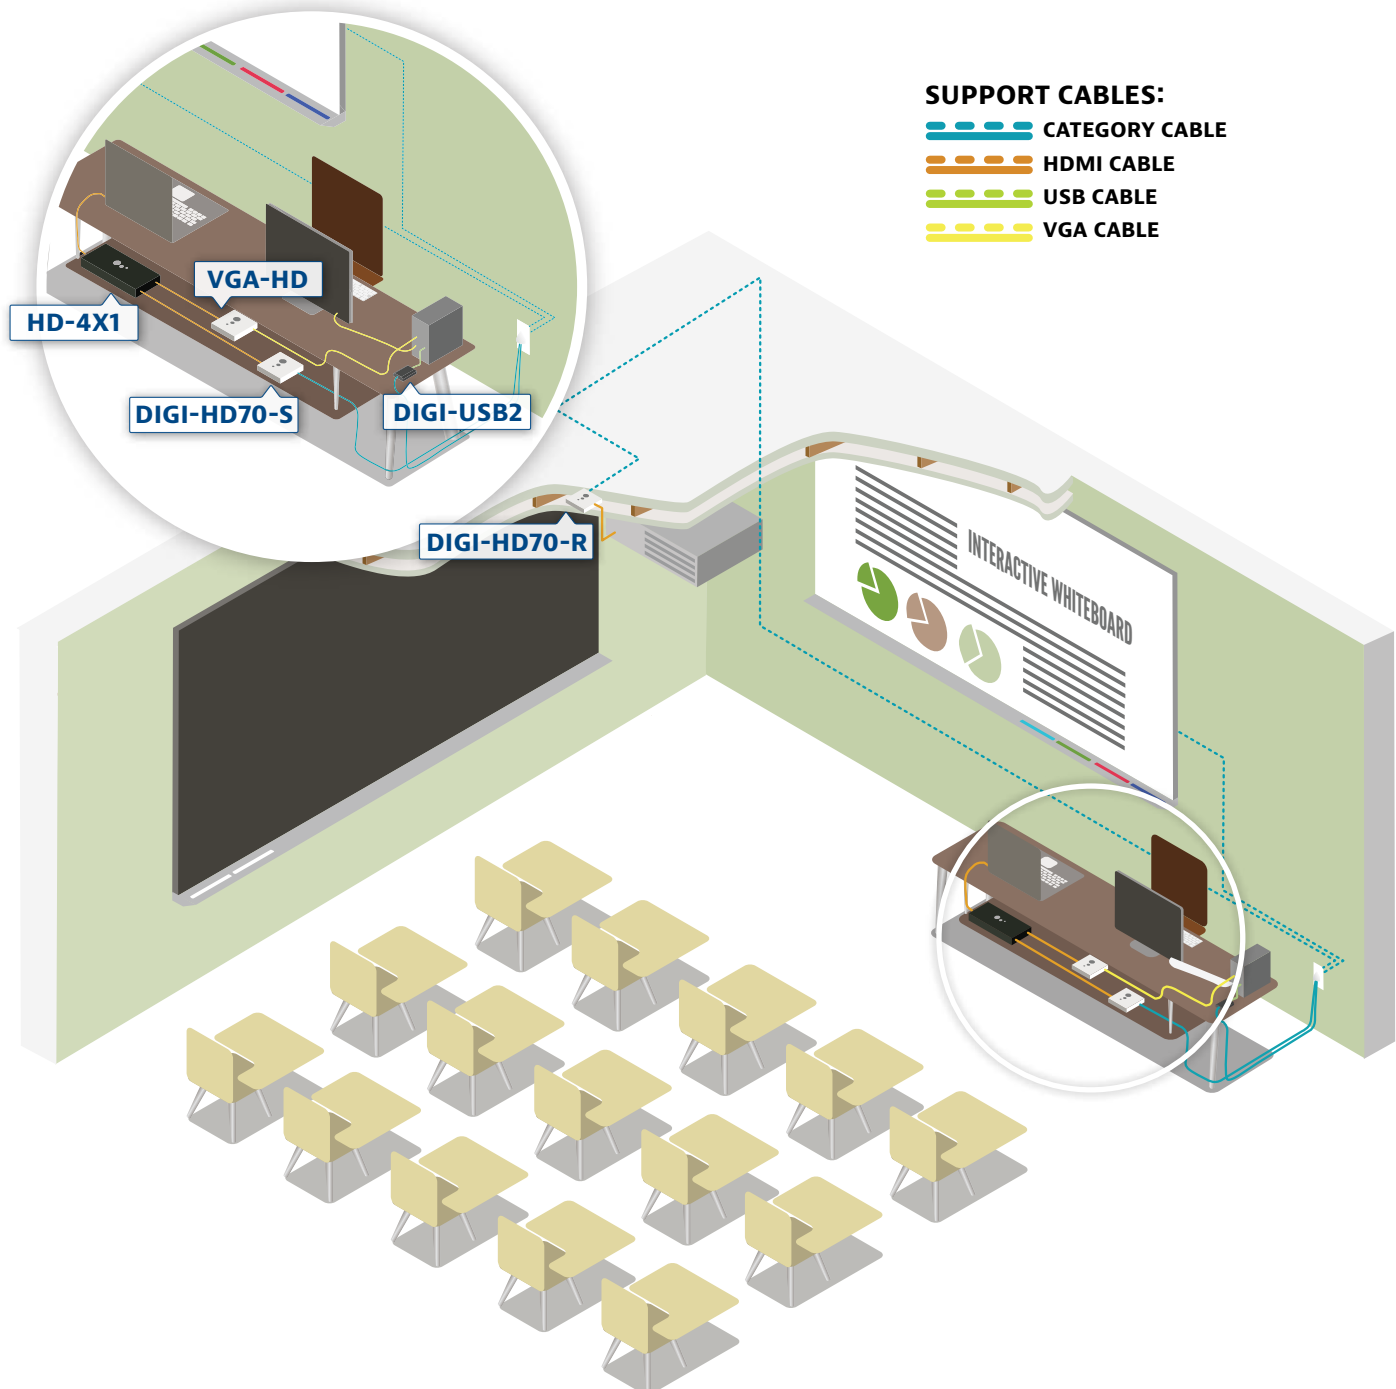 SUPPORT CABLES:
CATEGORY CABLE
HDMI CABLE
USB CABLE
VGA CABLE
VGA-HD
HD-4X1
DIGI-HD70-S
DIGI-USB2
DIGI-HD70-R
INTERACTIVE WHITEBOARD